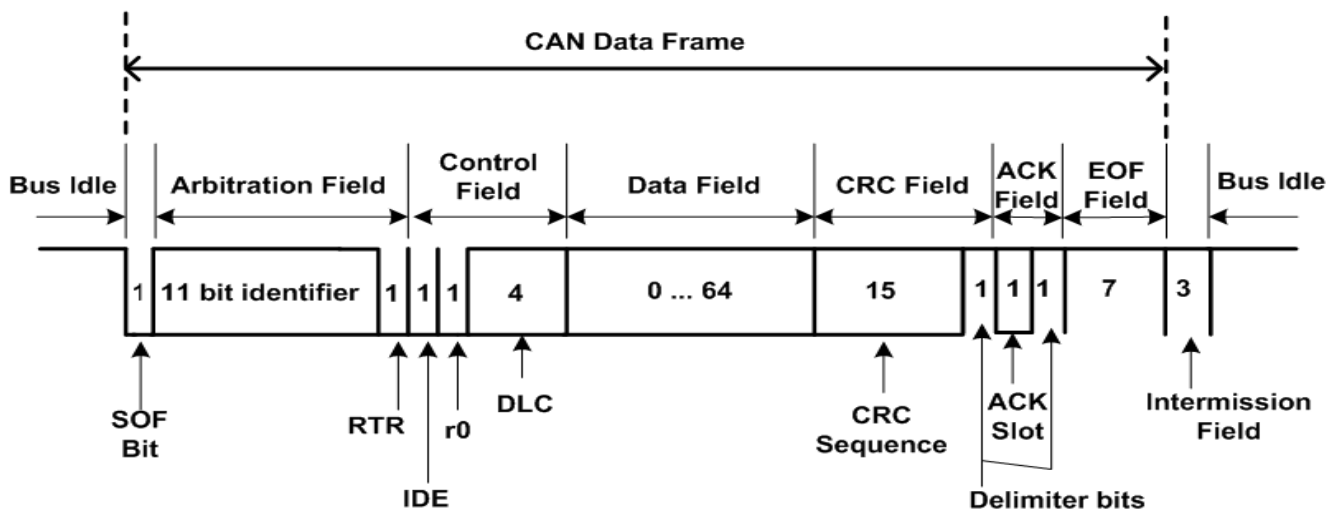 CAN Data Frame
Bus Idle
Arbitration Field
Control
Field
Data Field
CRC Field
ACK
Field
EOF
Field
Bus Idle
1
11 bit identifier
1
1
1
4
0 ... 64
15
1
1
1
7
3
SOF
Bit
RTR
IDE
r0
DLC
CRC
Sequence
ACK
Slot
Delimiter bits
Intermission
Field